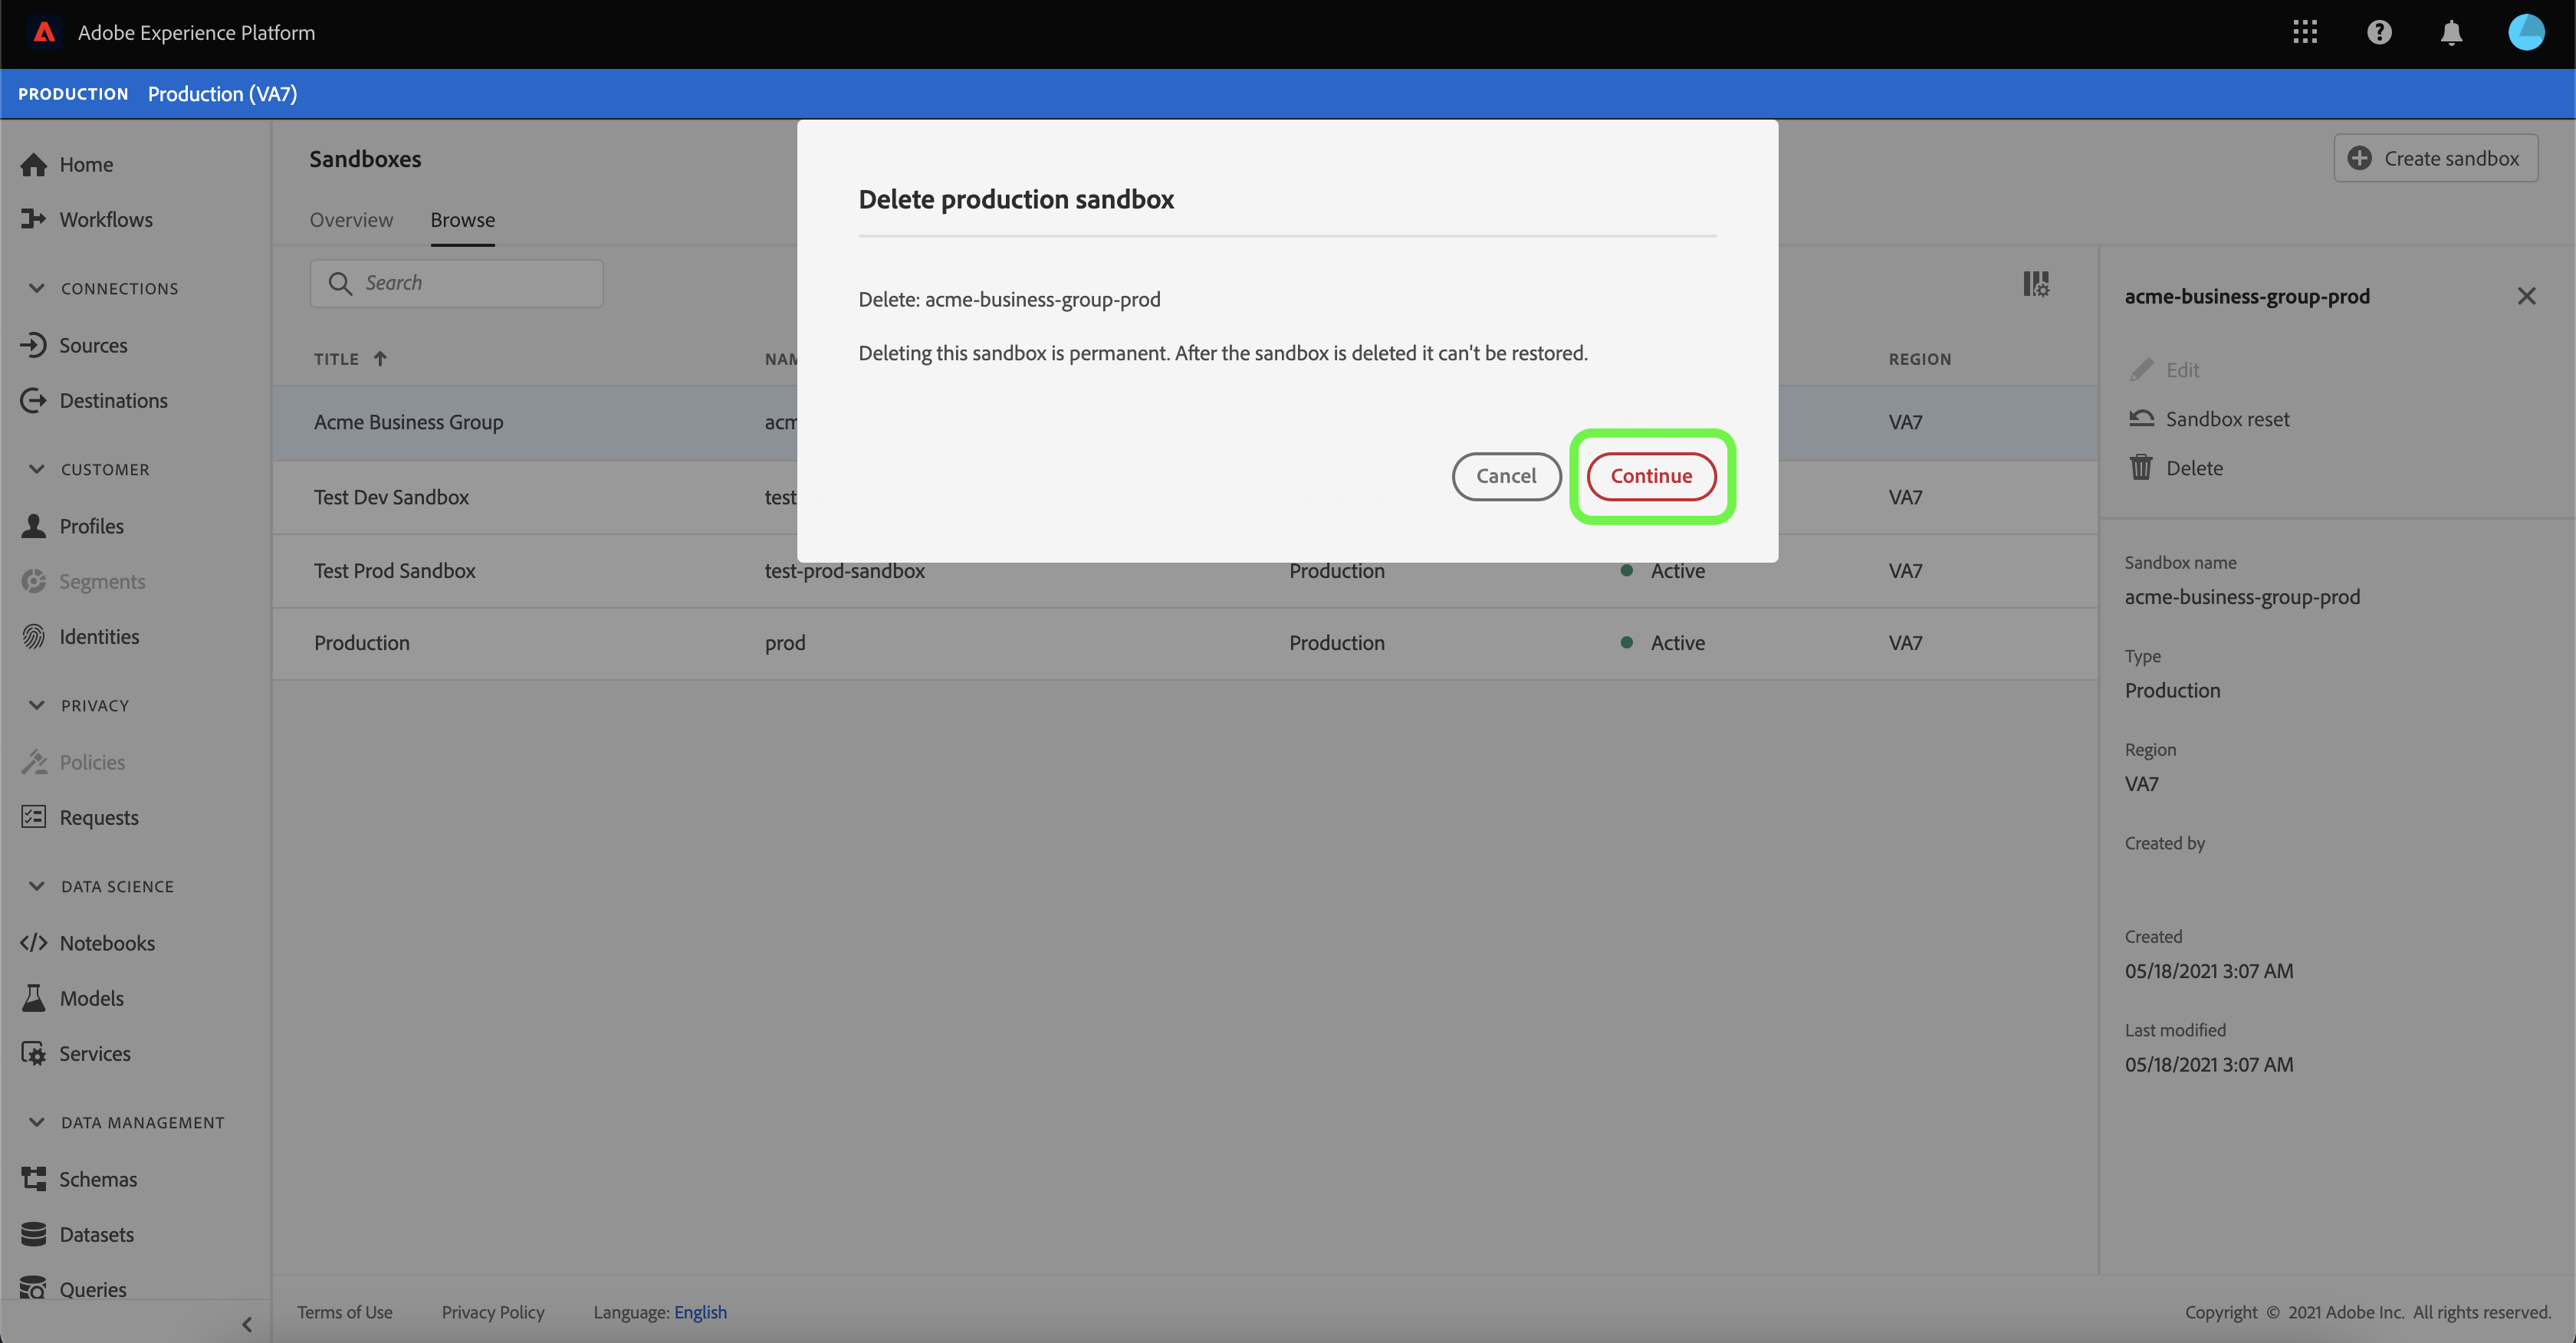 Adobe Experience Platform
PRODUCTION Production (VA7)
Home
Workflows
CONNECTIONS
Sources
Destinations
CUSTOMER
Profiles
Segments
Identities
PRIVACY
Policies
Requests
DATA SCIENCE
Notebooks
Models
Services
DATA MANAGEMENT
Schemas
Datasets
Queries
Sandboxes
Create sandbox
Overview Browse
Search
TITLE NAM REGION
Acme Business Group acm VA7
Test Dev Sandbox test VA7
Test Prod Sandbox test-prod-sandbox Production Active VA7
Production prod Production Active VA7
Delete production sandbox
Delete: acme-business-group-prod
Deleting this sandbox is permanent. After the sandbox is deleted it can't be restored.
Cancel Continue
acme-business-group-prod
Edit
Sandbox reset
Delete
Sandbox name
acme-business-group-prod
Type
Production
Region
VA7
Created by
Created
05/18/2021 3:07 AM
Last modified
05/18/2021 3:07 AM
Terms of Use Privacy Policy Language: English
Copyright © 2021 Adobe Inc. All rights reserved.